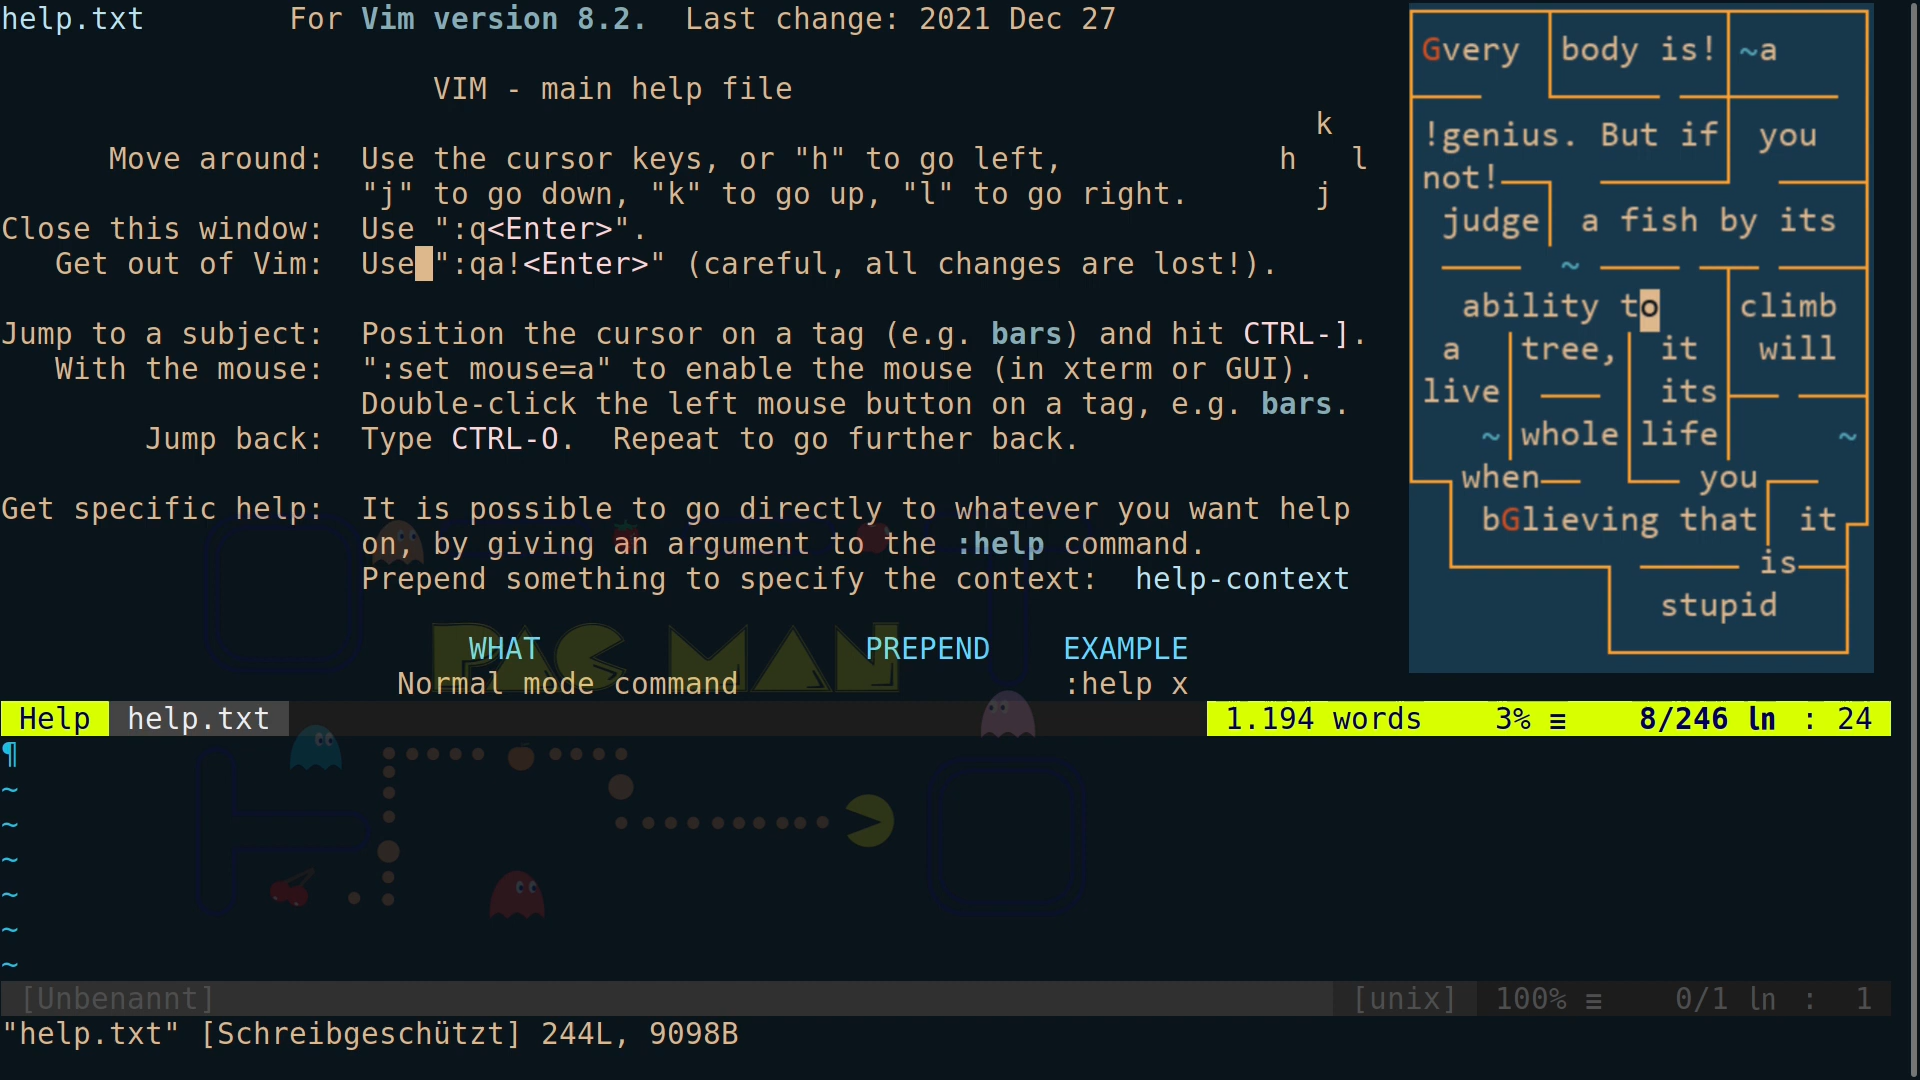 help.txt For Vim version 8.2. Last change: 2021 Dec 27
VIM - main help file
k
Move around: Use the cursor keys, or "h" to go left, h l
"j" to go down, "k" to go up, "l" to go right. j
Close this window: Use ":q<Enter>".
Get out of Vim: Use ":qa!<Enter>" (careful, all changes are lost!).
Jump to a subject: Position the cursor on a tag (e.g. bars) and hit CTRL-].
With the mouse: ":set mouse=a" to enable the mouse (in xterm or GUI).
Double-click the left mouse button on a tag, e.g. bars.
Jump back: Type CTRL-O. Repeat to go further back.
Get specific help: It is possible to go directly to whatever you want help
on, by giving an argument to the :help command.
Prepend something to specify the context: help-context
WHAT PREPEND EXAMPLE
Normal mode command :help x
PAC MAN
Help help.txt 1.194 words 3% ≡ 8/246 ln : 24
¶
~
~
~
~
~
~
[Unbenannt] [unix] 100% ≡ 0/1 ln : 1
"help.txt" [Schreibgeschützt] 244L, 9098B
Gvery body is! ~a
!genius. But if you
not!
judge a fish by its
~
ability to climb
a tree, it will
live its
~ whole life ~
when you
bGlieving that it
is
stupid